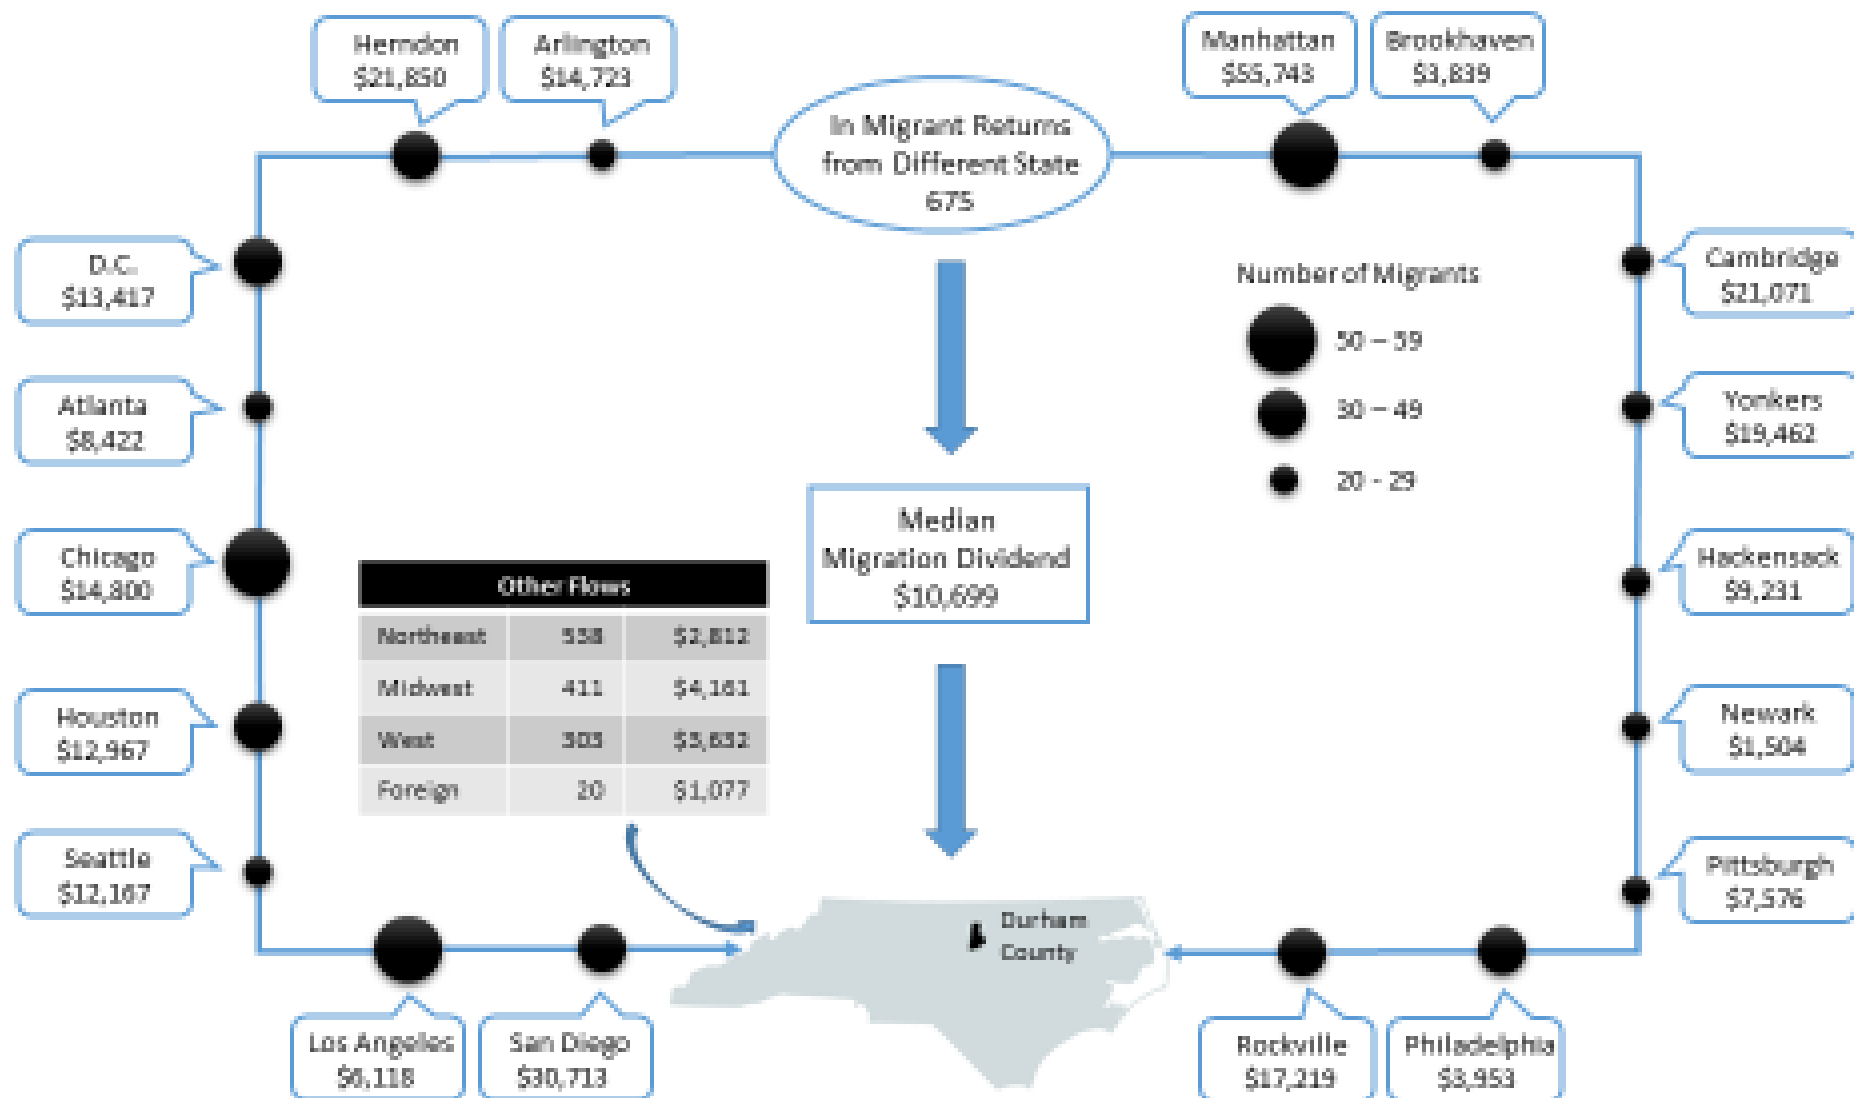 Herndon
$21,850
Arlington
$14,723
Manhattan
$55,743
Brookhaven
$3,839
In Migrant Returns
from Different State
675
D.C.
$13,417
Cambridge
$21,071
Number of Migrants
50 – 59
30 – 49
20 - 29
Atlanta
$8,422
Yonkers
$19,462
Median
Migration Dividend
$10,699
Chicago
$14,800
Hackensack
$9,231
Other Flows
Northeast 538 $2,812
Midwest 411 $4,161
West 303 $3,632
Foreign 20 $1,077
Houston
$12,967
Newark
$1,504
Seattle
$12,167
Pittsburgh
$7,576
Durham
County
Los Angeles
$6,118
San Diego
$30,713
Rockville
$17,219
Philadelphia
$3,953